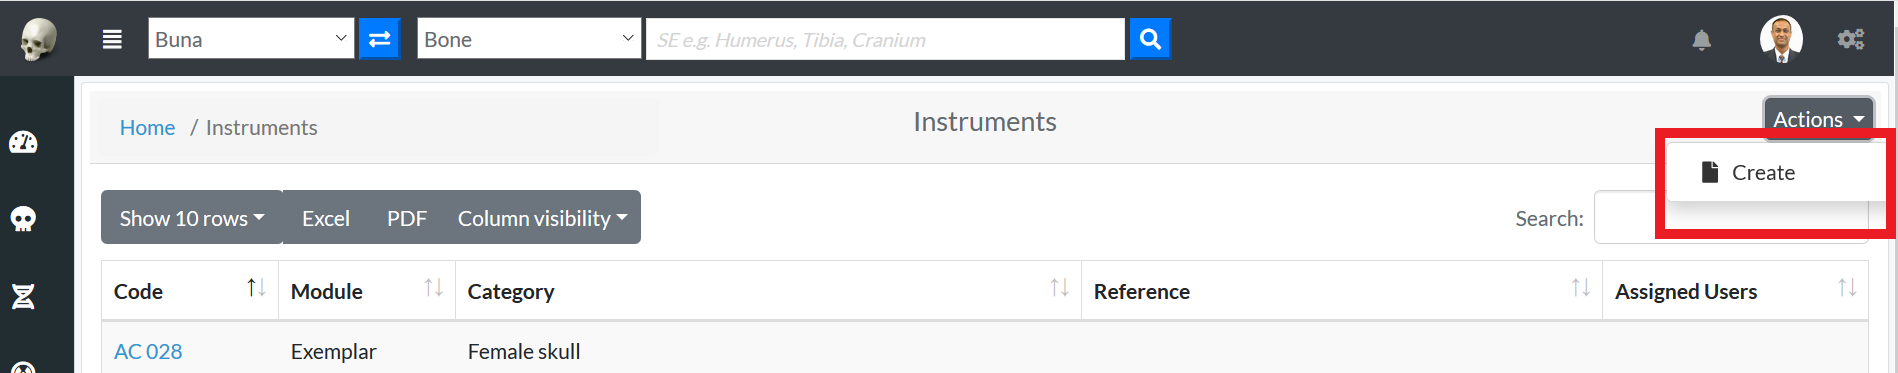 Buna Bone SE e.g. Humerus, Tibia, Cranium
Home / Instruments Instruments Actions
Create
Show 10 rows Excel PDF Column visibility Search:
Code Module Category Reference Assigned Users
AC 028 Exemplar Female skull